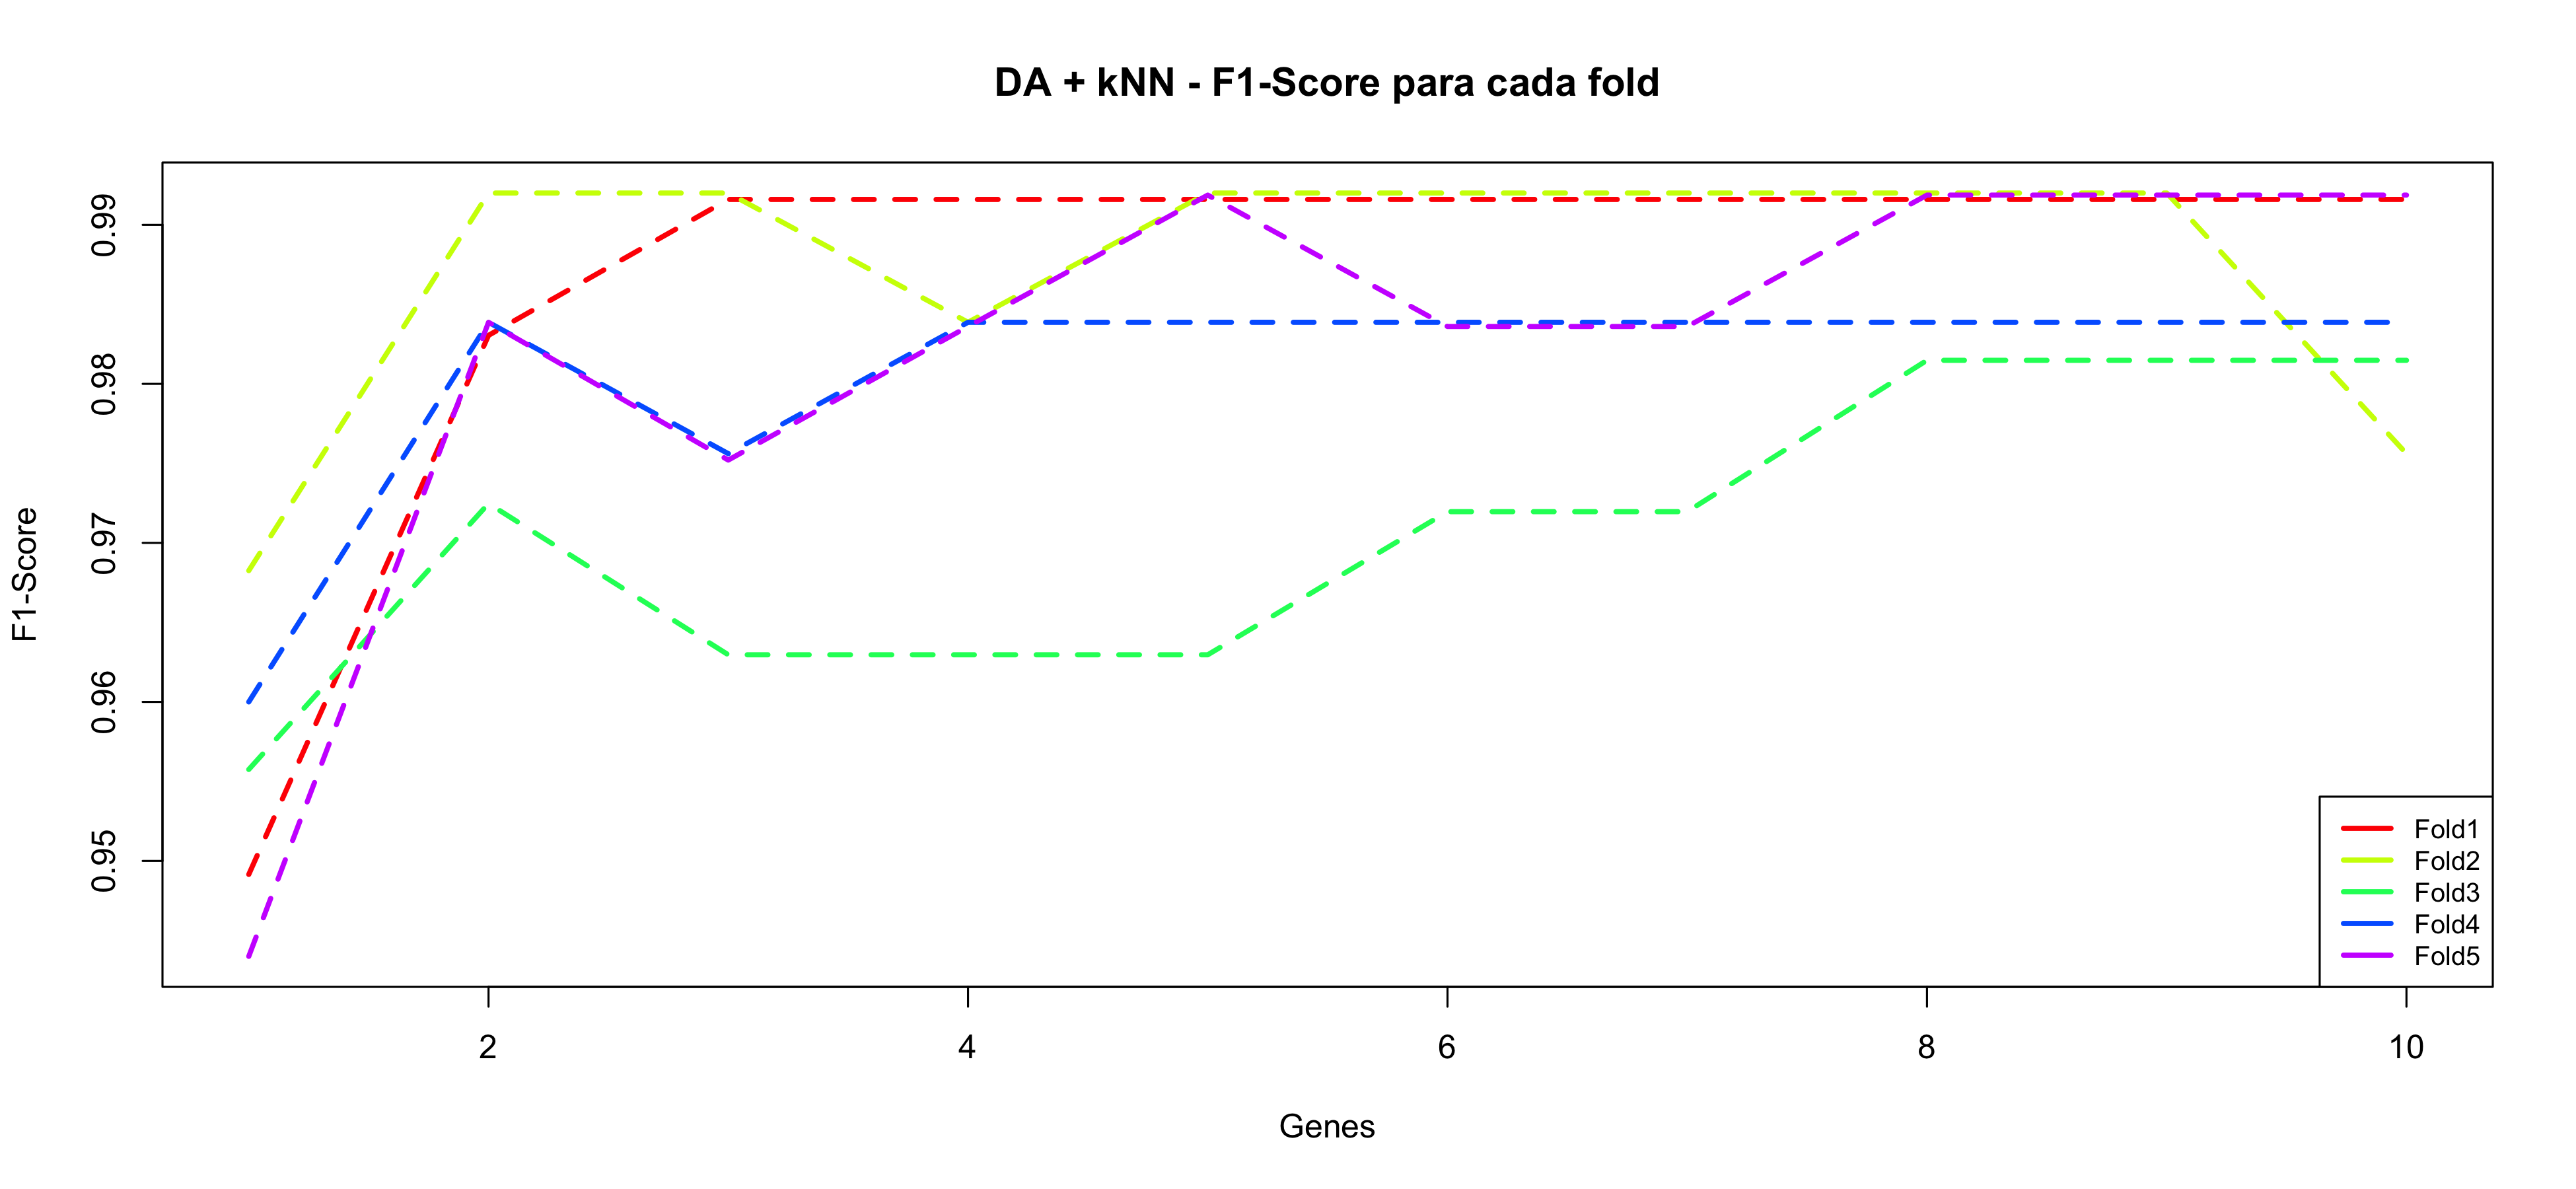 DA + kNN - F1-Score para cada fold
F1-Score
0.99
0.98
0.97
0.96
0.95
2 4 6 8 10
Genes
Fold1
Fold2
Fold3
Fold4
Fold5